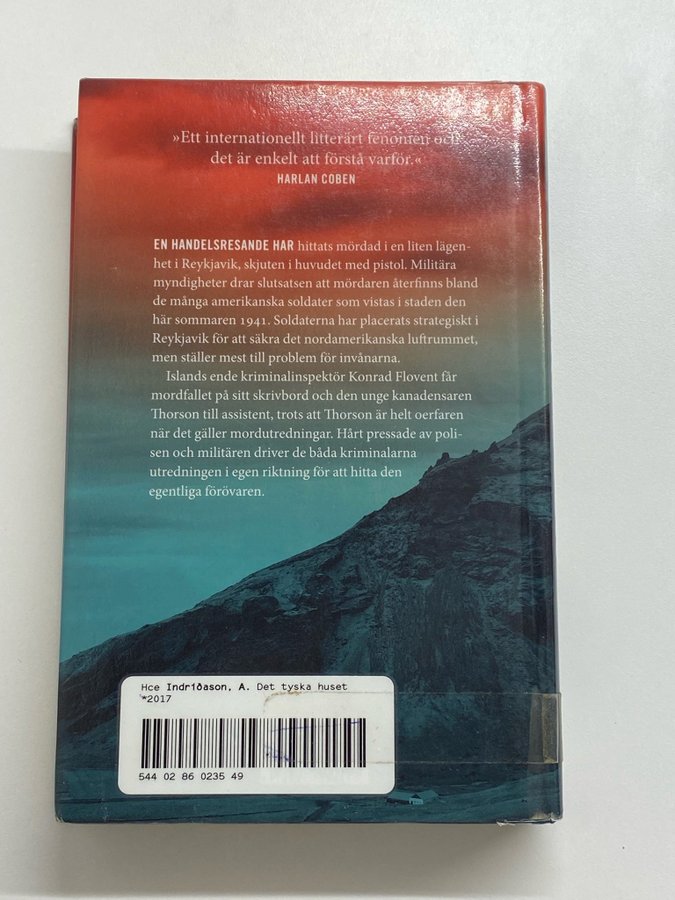 »Ett internationellt litterärt fenomen och
det är enkelt att förstå varför.«
HARLAN COBEN
EN HANDELSRESANDE HAR hittats mördad i en liten lägen-
het i Reykjavik, skjuten i huvudet med pistol. Militära
myndigheter drar slutsatsen att mördaren återfinns bland
de många amerikanska soldater som vistas i staden den
här sommaren 1941. Soldaterna har placerats strategiskt i
Reykjavik för att säkra det nordamerikanska luftrummet,
men ställer mest till problem för invånarna.
Islands ende kriminalinspektör Konrad Flovent får
mordfallet på sitt skrivbord och den unge kanadensaren
Thorson till assistent, trots att Thorson är helt oerfaren
när det gäller mordutredningar. Hårt pressade av poli-
sen och militären driver de båda kriminalarna
utredningen i egen riktning för att hitta den
egentliga förövaren.
Hce Indriðason, A. Det tyska huset
*2017
544 02 86 0235 49